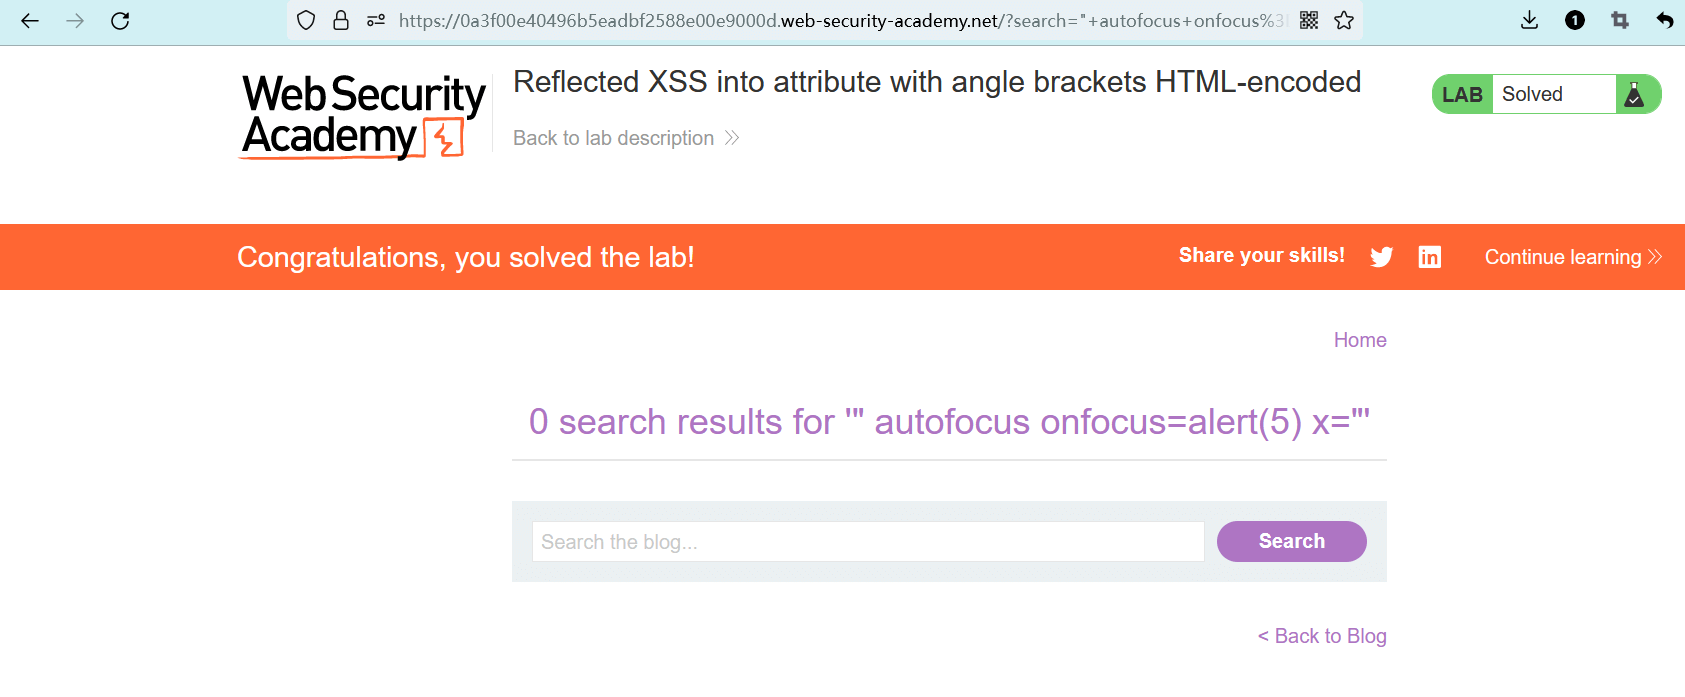 https://0a3f00e40496b5eadbf2588e00e9000d.web-security-academy.net/?search="+autofocus+onfocus%3
1
Web Security
Academy
Reflected XSS into attribute with angle brackets HTML-encoded
Back to lab description
LAB Solved
Congratulations, you solved the lab!
Share your skills!
in
Continue learning
Home
0 search results for '" autofocus onfocus=alert(5) x="'
Search the blog...
Search
< Back to Blog